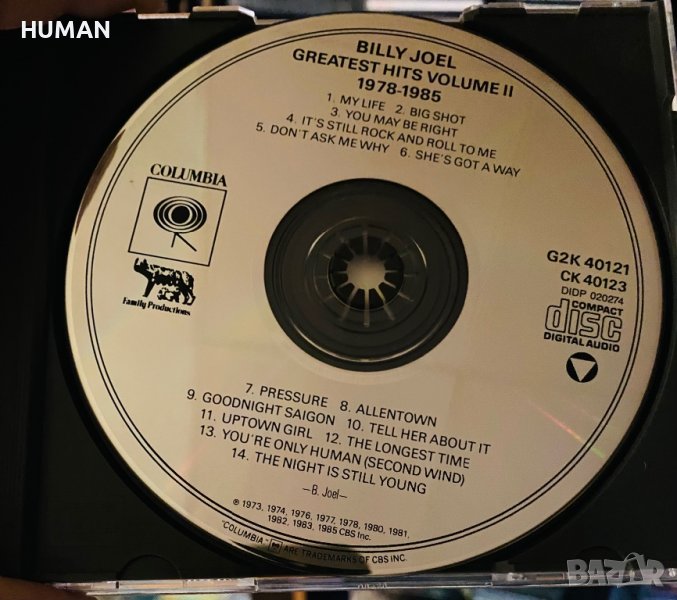 HUMAN
BILLY JOEL
GREATEST HITS VOLUME II
1978-1985
1. MY LIFE 2. BIG SHOT
3. YOU MAY BE RIGHT
4. IT'S STILL ROCK AND ROLL TO ME
5. DON'T ASK ME WHY 6. SHE'S GOT A WAY
COLUMBIA
Family Productions
G2K 40121
CK 40123
DIDP 020274
COMPACT
disc
DIGITAL AUDIO
7. PRESSURE 8. ALLENTOWN
9. GOODNIGHT SAIGON 10. TELL HER ABOUT IT
11. UPTOWN GIRL 12. THE LONGEST TIME
13. YOU'RE ONLY HUMAN (SECOND WIND)
14. THE NIGHT IS STILL YOUNG
—B. Joel—
℗ 1973, 1974, 1976, 1977, 1978, 1980, 1981,
1982, 1983, 1985 CBS Inc.
"COLUMBIA," ARE TRADEMARKS OF CBS INC.
BAZAR